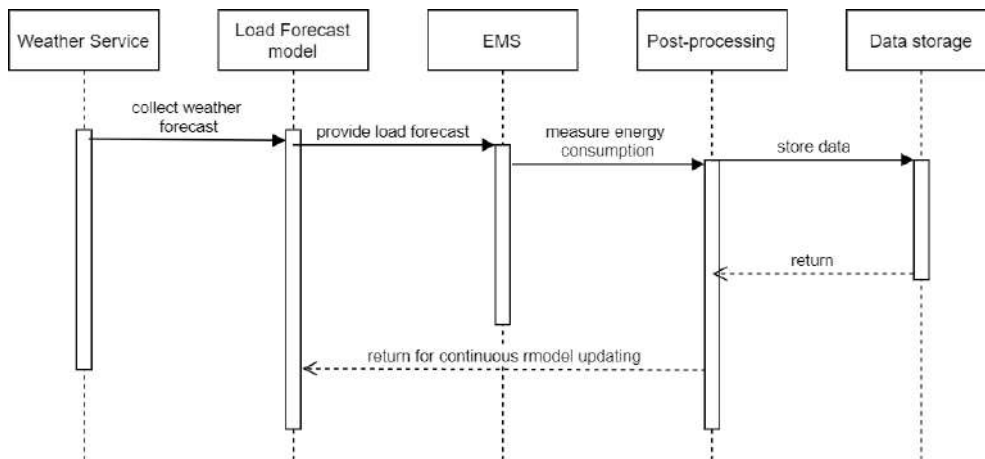 Weather Service
Load Forecast
model
EMS
Post-processing
Data storage
collect weather
forecast
provide load forecast
measure energy
consumption
store data
return
return for continuous rmodel updating